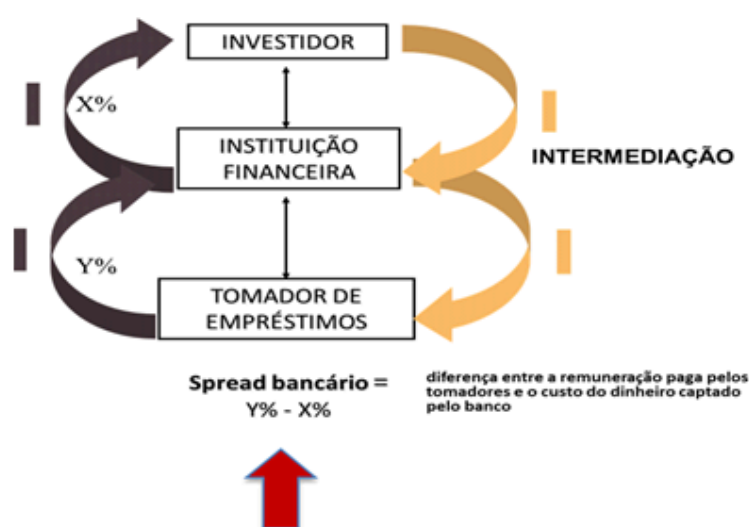 INVESTIDOR
X%
INSTITUIÇÃO
FINANCEIRA
INTERMEDIAÇÃO
Y%
TOMADOR DE
EMPRÉSTIMOS
Spread bancário =
Y% - X%
diferença entre a remuneração paga pelos
tomadores e o custo do dinheiro captado
pelo banco